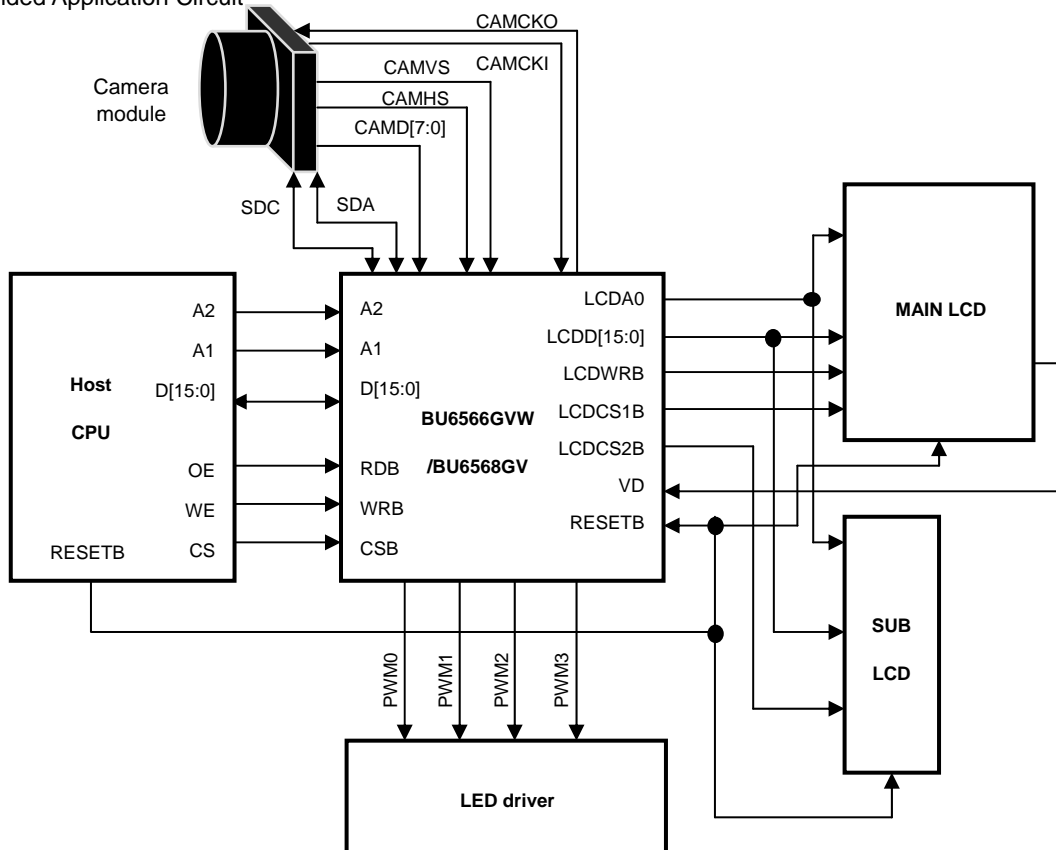 ded Application Circuit
CAMCKO
CAMCKI
CAMVS
CAMHS
CAMD[7:0]
Camera
module
SDC
SDA
Host
CPU
A2
A1
D[15:0]
OE
WE
CS
RESETB
A2
A1
D[15:0]
RDB
WRB
CSB
BU6566GVW
/BU6568GV
LCDA0
LCDD[15:0]
LCDWRB
LCDCS1B
LCDCS2B
VD
RESETB
MAIN LCD
SUB
LCD
PWM0
PWM1
PWM2
PWM3
LED driver